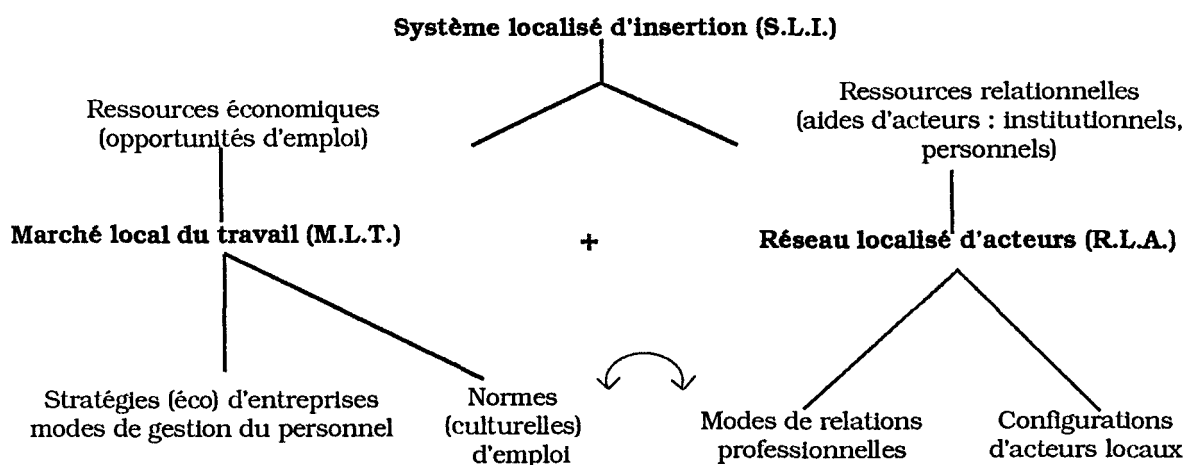 Système localisé d'insertion (S.L.I.)
Ressources économiques
(opportunités d'emploi)
Ressources relationnelles
(aides d'acteurs : institutionnels,
personnels)
Marché local du travail (M.L.T.)
+
Réseau localisé d'acteurs (R.L.A.)
Stratégies (éco) d'entreprises
modes de gestion du personnel
Normes
(culturelles)
d'emploi
Modes de relations
professionnelles
Configurations
d'acteurs locaux